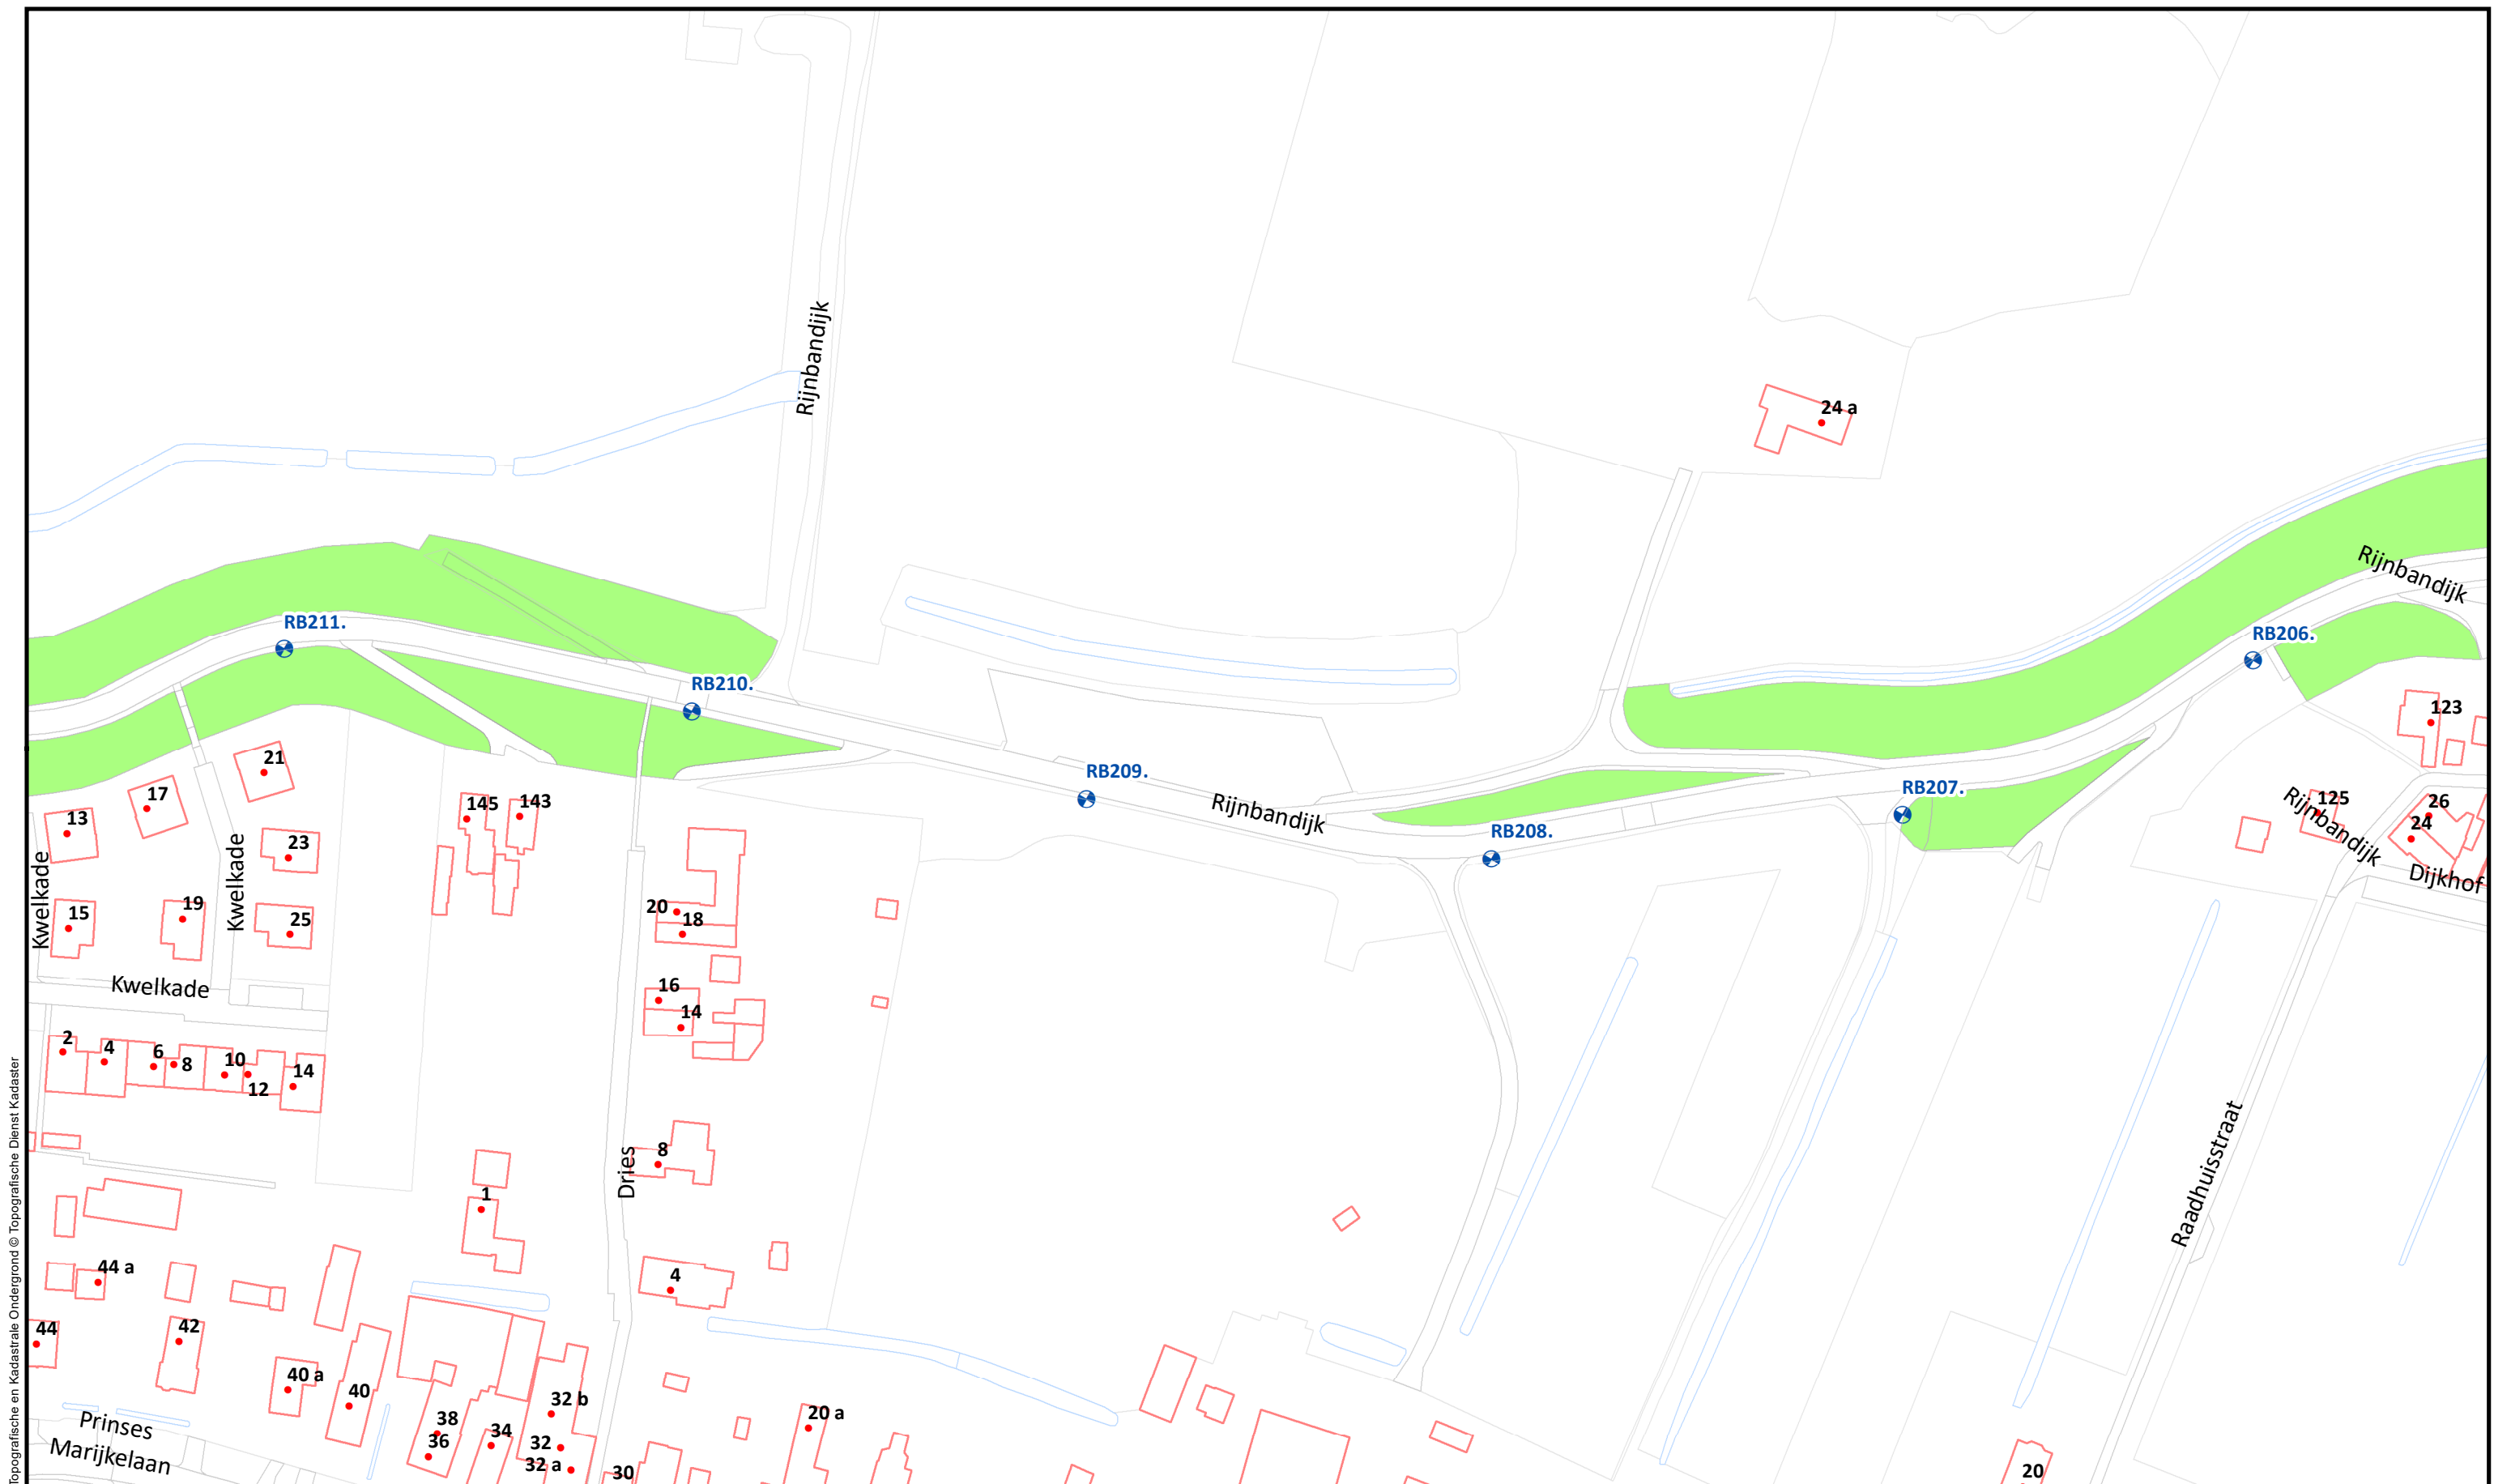 Rijnbandijk
24 a
Rijnbandijk
RB211.
RB206.
RB210.
123
21
RB209.
RB207.
17
145
143
Rijnbandijk
125
26
13
RB208.
24
Rijnbandijk
23
Kwelkade
Kwelkade
Dijkhof
15
19
25
20
18
Kwelkade
16
14
2
4
6
8
10
12
14
8
Dries
1
Raadhuisstraat
44 a
4
44
42
40 a
40
32 b
38
36
34
32
32 a
20 a
30
20
Prinses
Marijkelaan
Topografische en Kadastrale Ondergrond © Topografische Dienst Kadaster